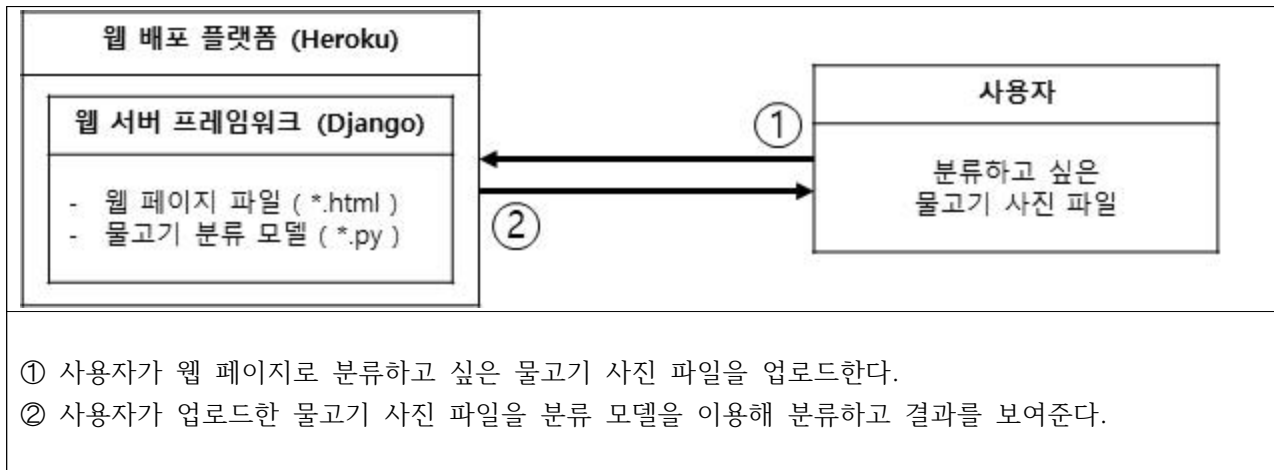 웹 배포 플랫폼 (Heroku)
웹 서버 프레임워크 (Django)
- 웹 페이지 파일 ( *.html )
- 물고기 분류 모델 ( *.py )
①
②
사용자
분류하고 싶은
물고기 사진 파일
① 사용자가 웹 페이지로 분류하고 싶은 물고기 사진 파일을 업로드한다.
② 사용자가 업로드한 물고기 사진 파일을 분류 모델을 이용해 분류하고 결과를 보여준다.